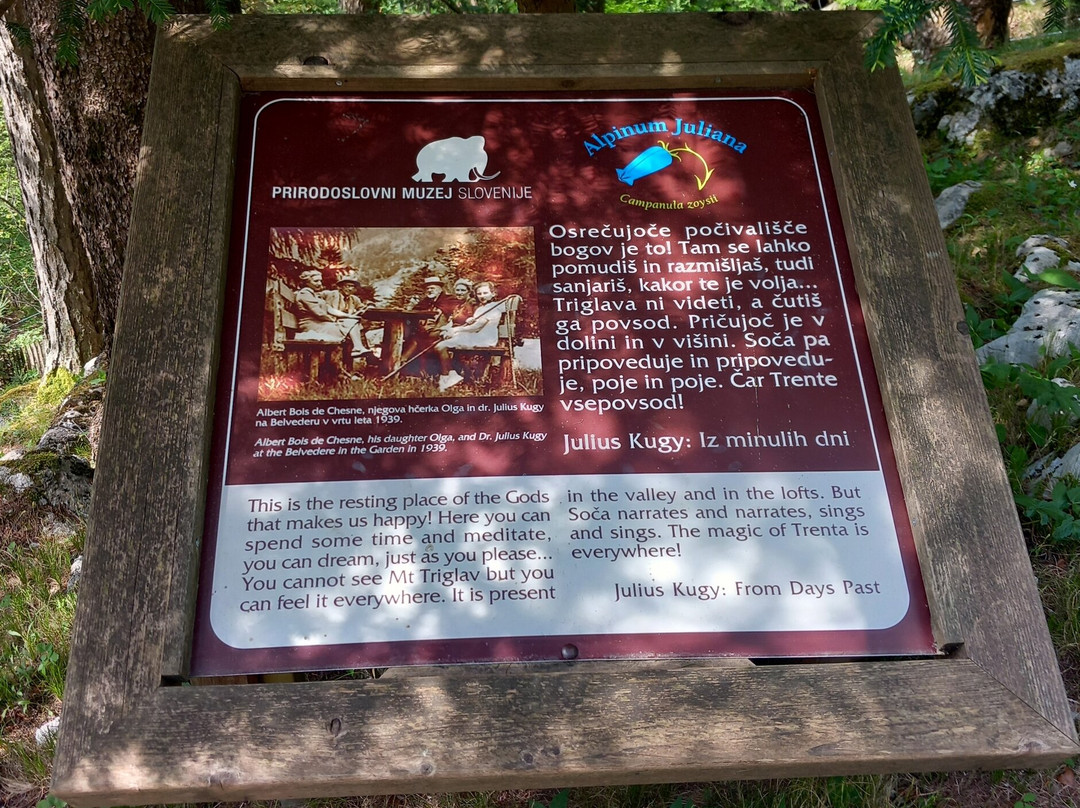 PRIRODOSLOVNI MUZEJ SLOVENIJE
Alpinum Juliana
Campanula zoysii
Albert Bois de Chesne, njegova hčerka Olga in dr. Julius Kugy
na Belvederu v vrtu leta 1939.
Albert Bois de Chesne, his daughter Olga, and Dr. Julius Kugy
at the Belvedere in the Garden in 1939.
Osrečujoče počivališče
bogov je to! Tam se lahko
pomudiš in razmišljaš, tudi
sanjariš, kakor te je volja...
Triglava ni videti, a čutiš
ga povsod. Pričujoč je v
dolini in v višini. Soča pa
pripoveduje in pripovedu-
je, poje in poje. Čar Trente
vsepovsod!
Julius Kugy: Iz minulih dni
This is the resting place of the Gods
that makes us happy! Here you can
spend some time and meditate,
you can dream, just as you please...
You cannot see Mt Triglav but you
can feel it everywhere. It is present
in the valley and in the lofts. But
Soča narrates and narrates, sings
and sings. The magic of Trenta is
everywhere!
Julius Kugy: From Days Past